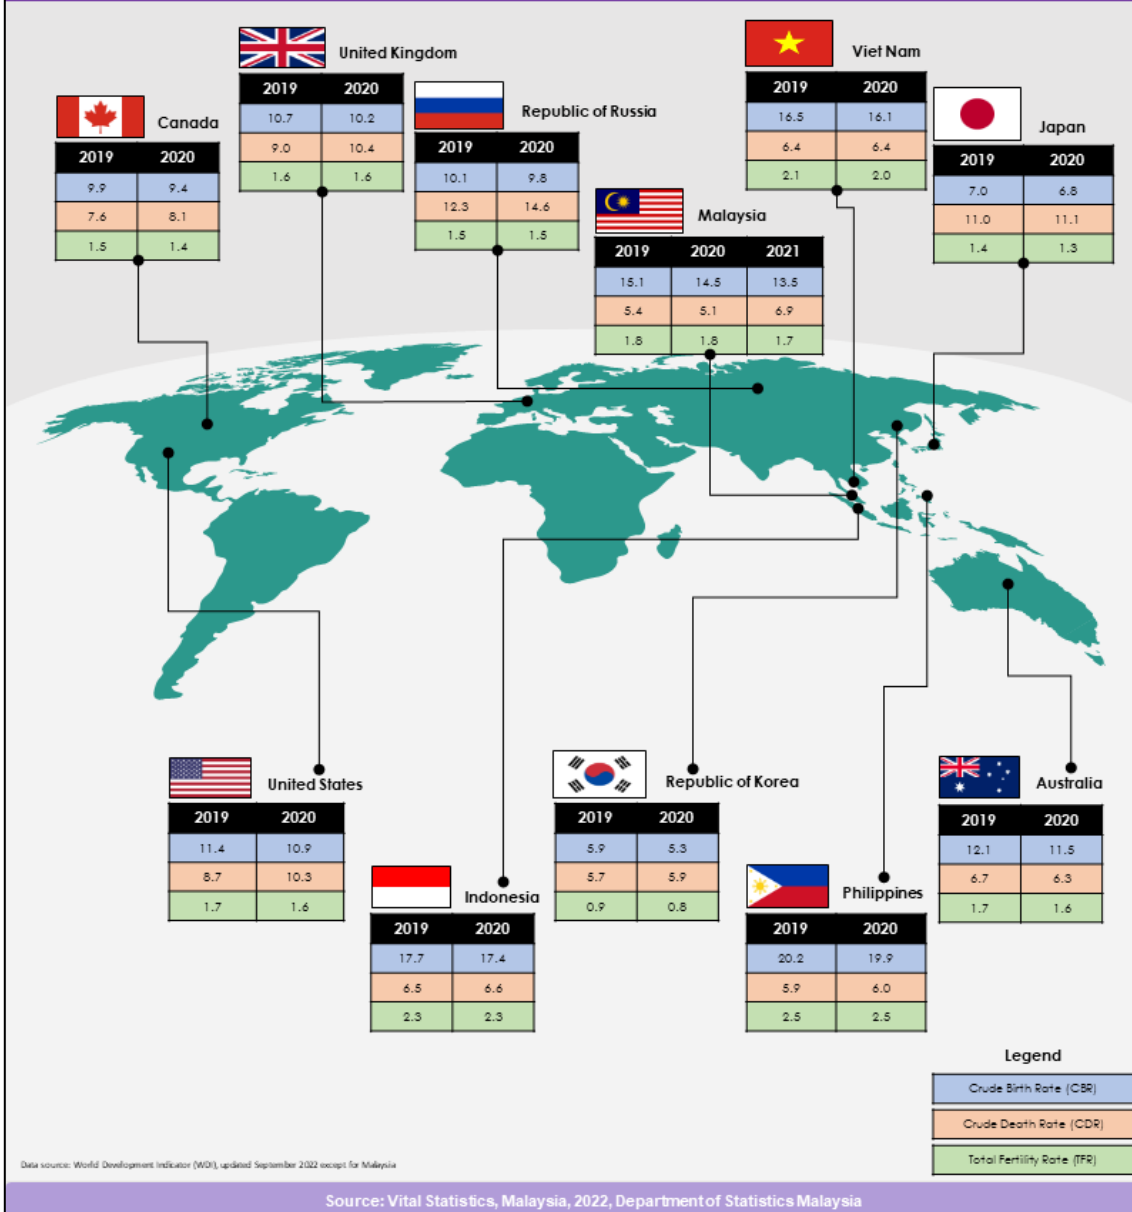 United Kingdom
2019 2020
10.7 10.2
9.0 10.4
1.6 1.6
Viet Nam
2019 2020
16.5 16.1
6.4 6.4
2.1 2.0
Canada
2019 2020
9.9 9.4
7.6 8.1
1.5 1.4
Republic of Russia
2019 2020
10.1 9.8
12.3 14.6
1.5 1.5
Japan
2019 2020
7.0 6.8
11.0 11.1
1.4 1.3
Malaysia
2019 2020 2021
15.1 14.5 13.5
5.4 5.1 6.9
1.8 1.8 1.7
United States
2019 2020
11.4 10.9
8.7 10.3
1.7 1.6
Republic of Korea
2019 2020
5.9 5.3
5.7 5.9
0.9 0.8
Australia
2019 2020
12.1 11.5
6.7 6.3
1.7 1.6
Indonesia
2019 2020
17.7 17.4
6.5 6.6
2.3 2.3
Philippines
2019 2020
20.2 19.9
5.9 6.0
2.5 2.5
Legend
Crude Birth Rate (CBR)
Crude Death Rate (CDR)
Total Fertility Rate (TFR)
Data source: World Development Indicator (WDI), updated September 2022 except for Malaysia
Source: Vital Statistics, Malaysia, 2022, Department of Statistics Malaysia